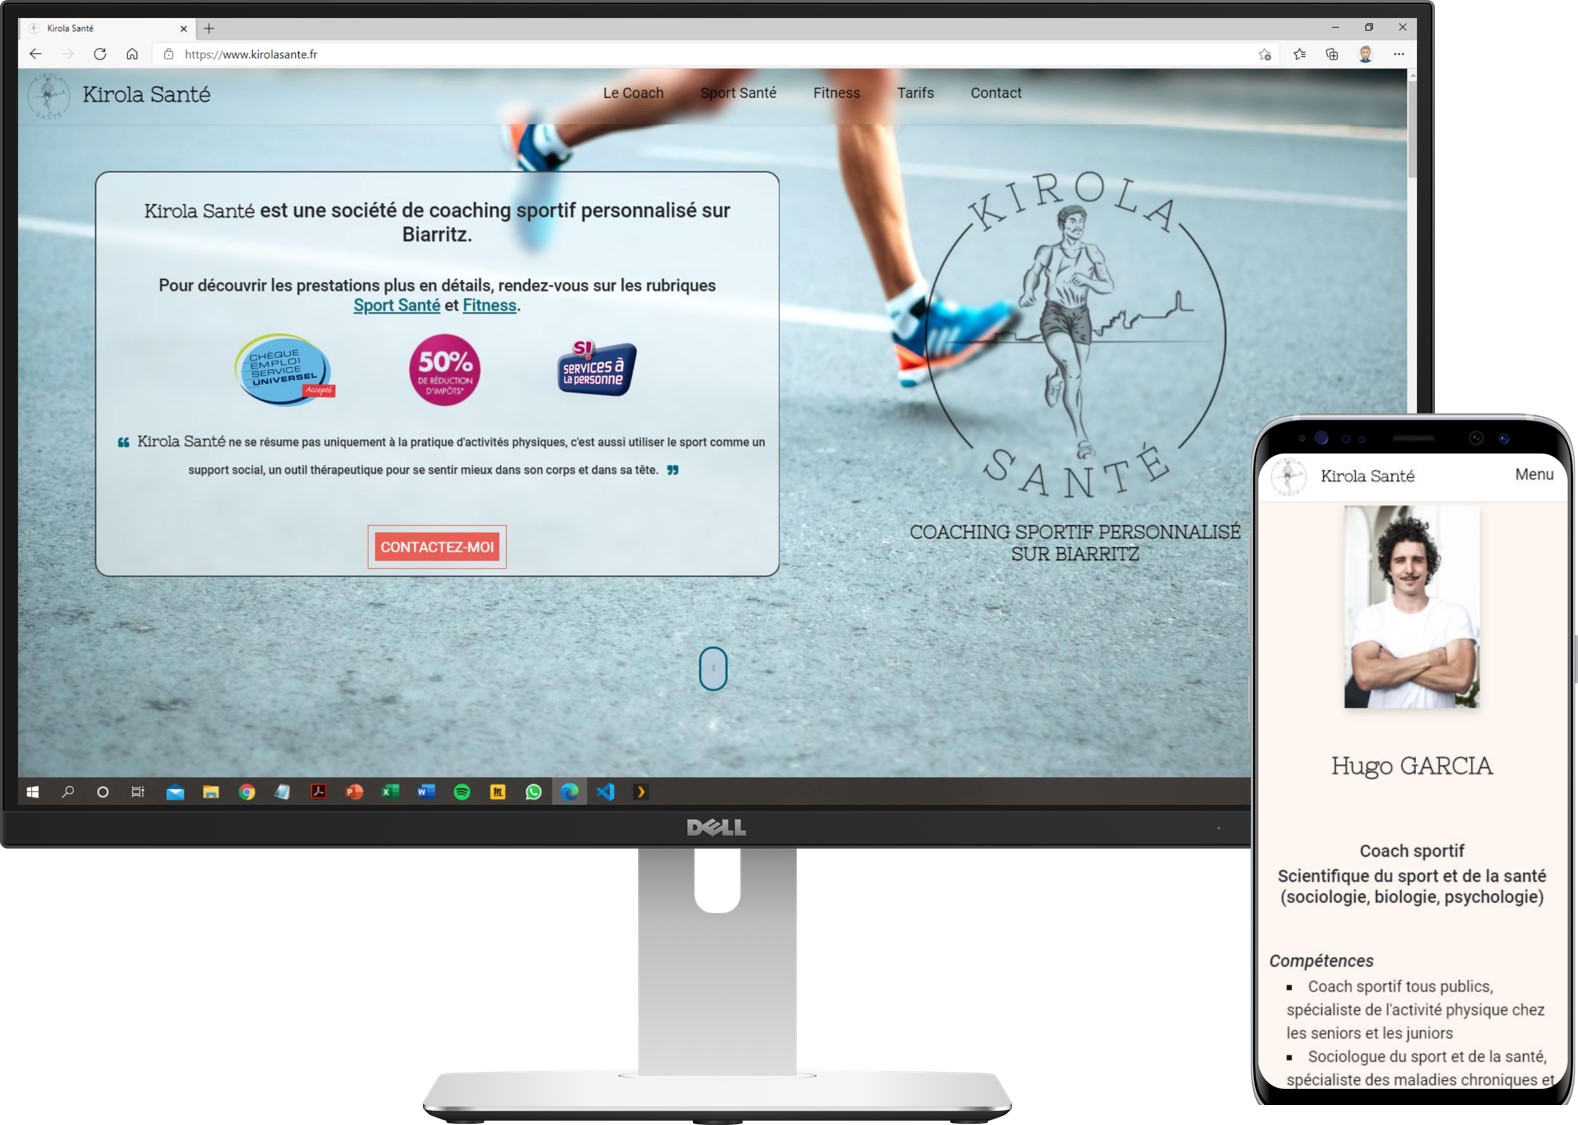 Kirola Santé
https://www.kirolasante.fr
Kirola Santé
Le Coach
Sport Santé
Fitness
Tarifs
Contact
Kirola Santé est une société de coaching sportif personnalisé sur
Biarritz.
Pour découvrir les prestations plus en détails, rendez-vous sur les rubriques
Sport Santé et Fitness.
CHÈQUE
EMPLOI
SERVICE
UNIVERSEL
Accepté
50%
DE RÉDUCTION
D'IMPÔTS*
S!
SERVICES à
LA PERSONNE
❝ Kirola Santé ne se résume pas uniquement à la pratique d'activités physiques, c'est aussi utiliser le sport comme un
support social, un outil thérapeutique pour se sentir mieux dans son corps et dans sa tête. ❞
CONTACTEZ-MOI
KIROLA
SANTÉ
COACHING SPORTIF PERSONNALISÉ
SUR BIARRITZ
DELL
Kirola Santé
Menu
Hugo GARCIA
Coach sportif
Scientifique du sport et de la santé
(sociologie, biologie, psychologie)
Compétences
▪ Coach sportif tous publics,
spécialiste de l'activité physique chez
les seniors et les juniors
▪ Sociologue du sport et de la santé,
spécialiste des maladies chroniques et